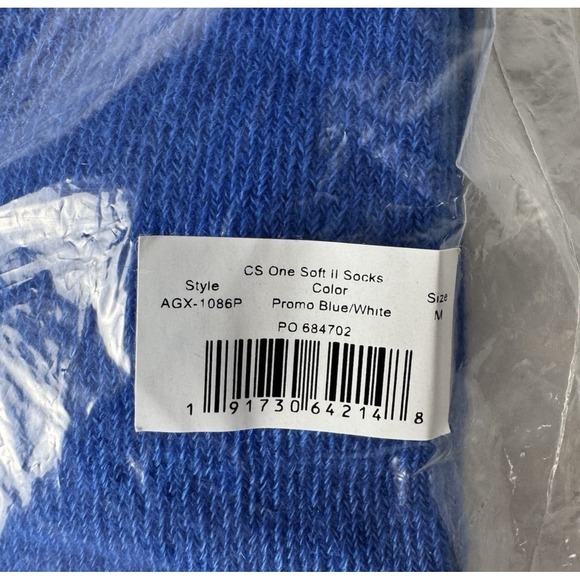 CS One Soft II Socks
Style Color Size
AGX-1086P Promo Blue/White M
PO 684702
1 91730 64214 8